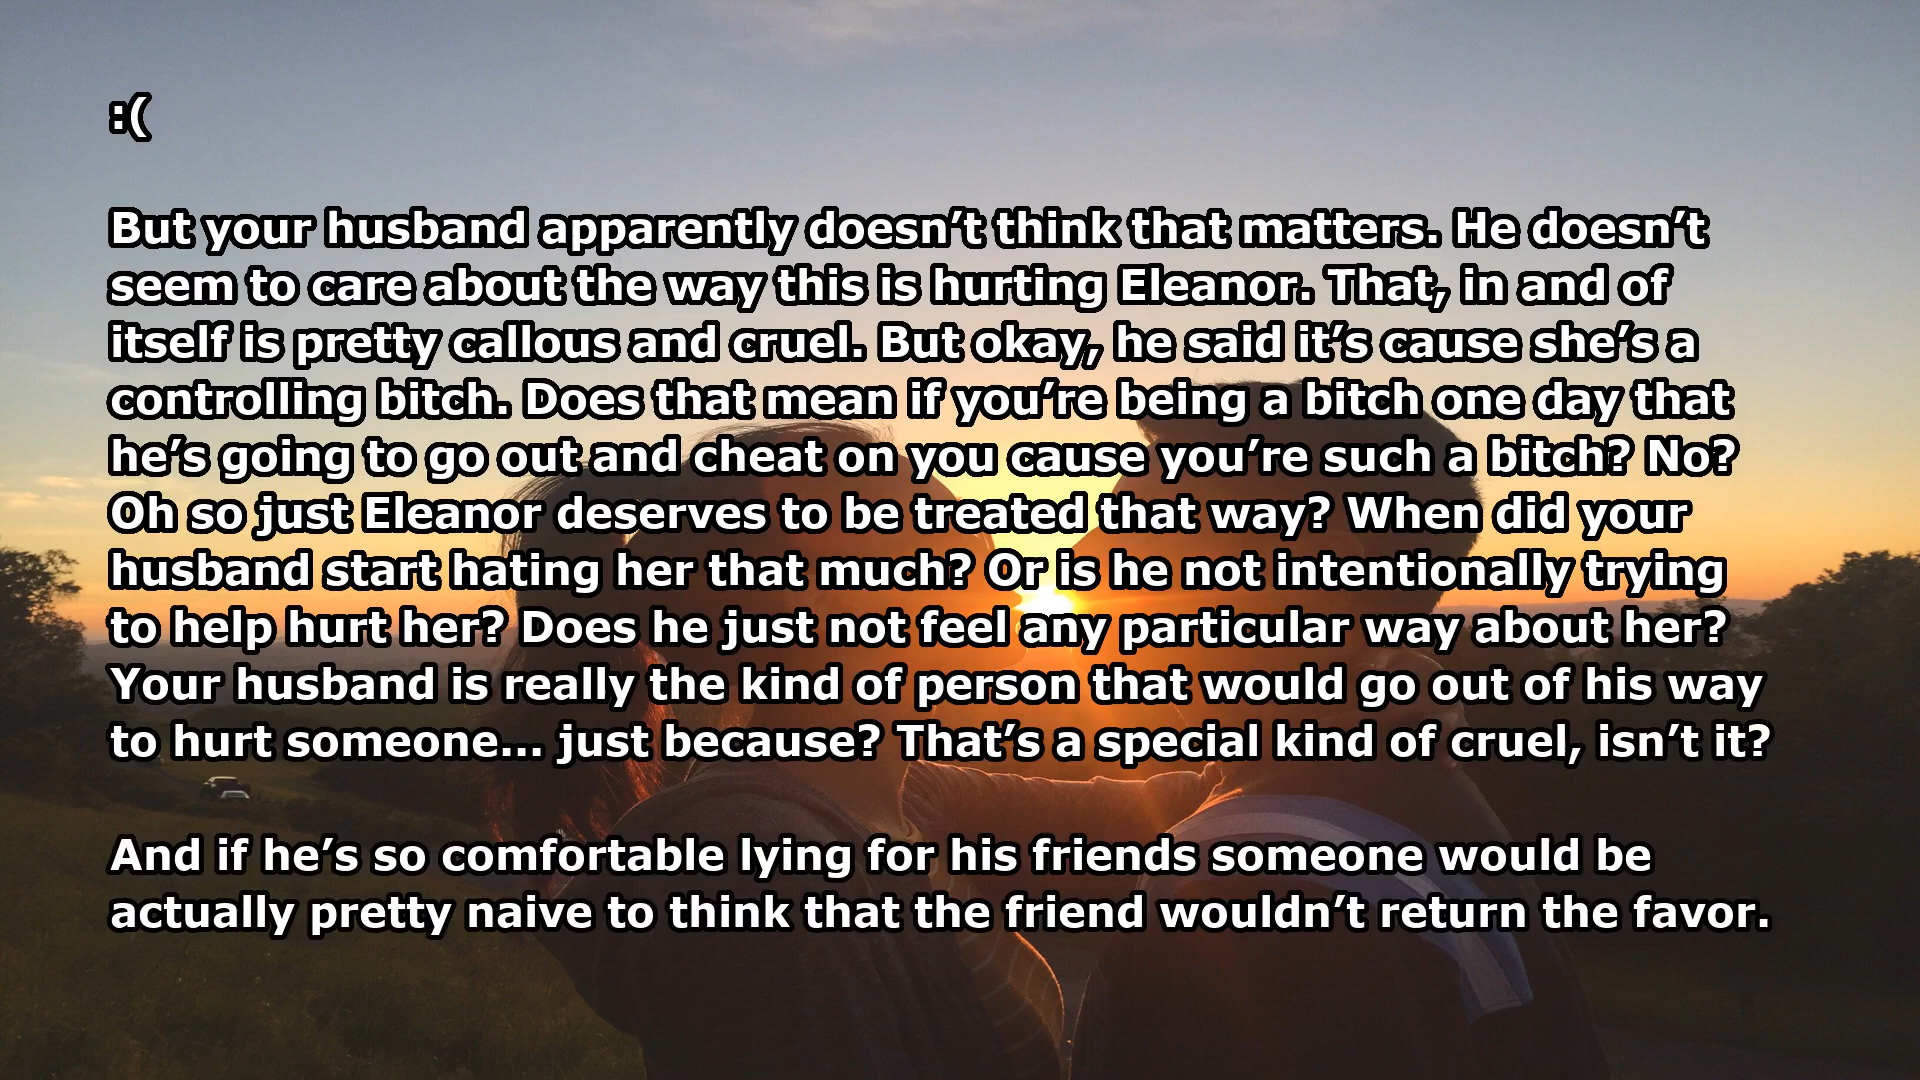 :(
But your husband apparently doesn’t think that matters. He doesn’t
seem to care about the way this is hurting Eleanor. That, in and of
itself is pretty callous and cruel. But okay, he said it’s cause she’s a
controlling bitch. Does that mean if you’re being a bitch one day that
he’s going to go out and cheat on you cause you’re such a bitch? No?
Oh so just Eleanor deserves to be treated that way? When did your
husband start hating her that much? Or is he not intentionally trying
to help hurt her? Does he just not feel any particular way about her?
Your husband is really the kind of person that would go out of his way
to hurt someone... just because? That’s a special kind of cruel, isn’t it?
And if he’s so comfortable lying for his friends someone would be
actually pretty naive to think that the friend wouldn’t return the favor.